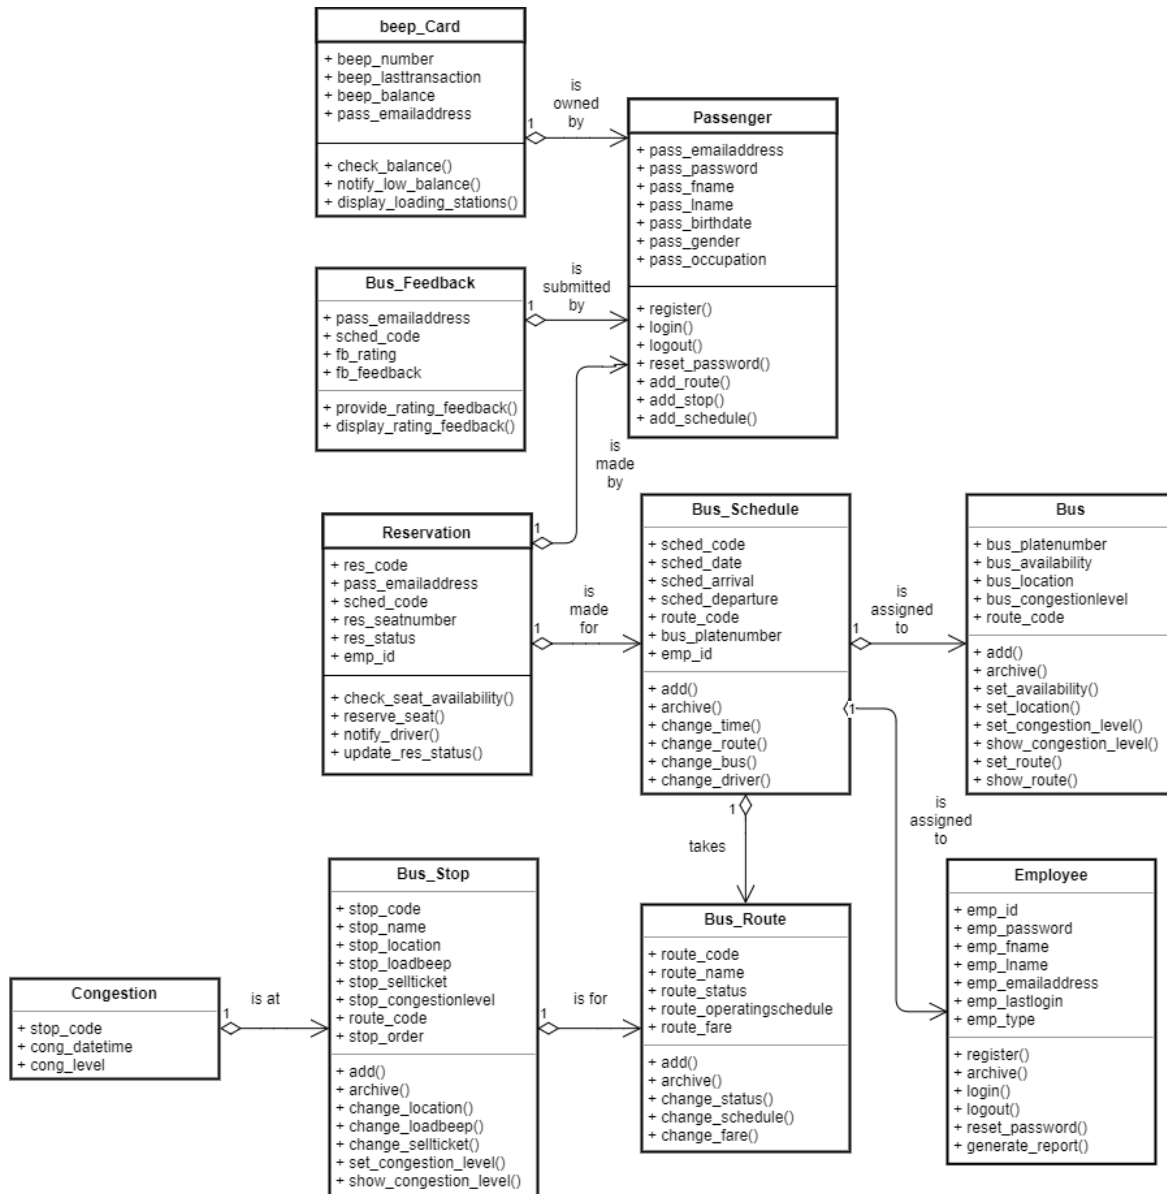 beep_Card
+ beep_number
+ beep_lasttransaction
+ beep_balance
+ pass_emailaddress
+ check_balance()
+ notify_low_balance()
+ display_loading_stations()
1
is
owned
by
Passenger
+ pass_emailaddress
+ pass_password
+ pass_fname
+ pass_lname
+ pass_birthdate
+ pass_gender
+ pass_occupation
+ register()
+ login()
+ logout()
+ reset_password()
+ add_route()
+ add_stop()
+ add_schedule()
Bus_Feedback
+ pass_emailaddress
+ sched_code
+ fb_rating
+ fb_feedback
+ provide_rating_feedback()
+ display_rating_feedback()
1
is
submitted
by
Reservation
+ res_code
+ pass_emailaddress
+ sched_code
+ res_seatnumber
+ res_status
+ emp_id
+ check_seat_availability()
+ reserve_seat()
+ notify_driver()
+ update_res_status()
1
is
made
by
1
is
made
for
Bus_Schedule
+ sched_code
+ sched_date
+ sched_arrival
+ sched_departure
+ route_code
+ bus_platenumber
+ emp_id
+ add()
+ archive()
+ change_time()
+ change_route()
+ change_bus()
+ change_driver()
1
is
assigned
to
Bus
+ bus_platenumber
+ bus_availability
+ bus_location
+ bus_congestionlevel
+ route_code
+ add()
+ archive()
+ set_availability()
+ set_location()
+ set_congestion_level()
+ show_congestion_level()
+ set_route()
+ show_route()
1
is
assigned
to
1
takes
Congestion
+ stop_code
+ cong_datetime
+ cong_level
1
is at
Bus_Stop
+ stop_code
+ stop_name
+ stop_location
+ stop_loadbeep
+ stop_sellticket
+ stop_congestionlevel
+ route_code
+ stop_order
+ add()
+ archive()
+ change_location()
+ change_loadbeep()
+ change_sellticket()
+ set_congestion_level()
+ show_congestion_level()
1
is for
Bus_Route
+ route_code
+ route_name
+ route_status
+ route_operatingschedule
+ route_fare
+ add()
+ archive()
+ change_status()
+ change_schedule()
+ change_fare()
Employee
+ emp_id
+ emp_password
+ emp_fname
+ emp_lname
+ emp_emailaddress
+ emp_lastlogin
+ emp_type
+ register()
+ archive()
+ login()
+ logout()
+ reset_password()
+ generate_report()